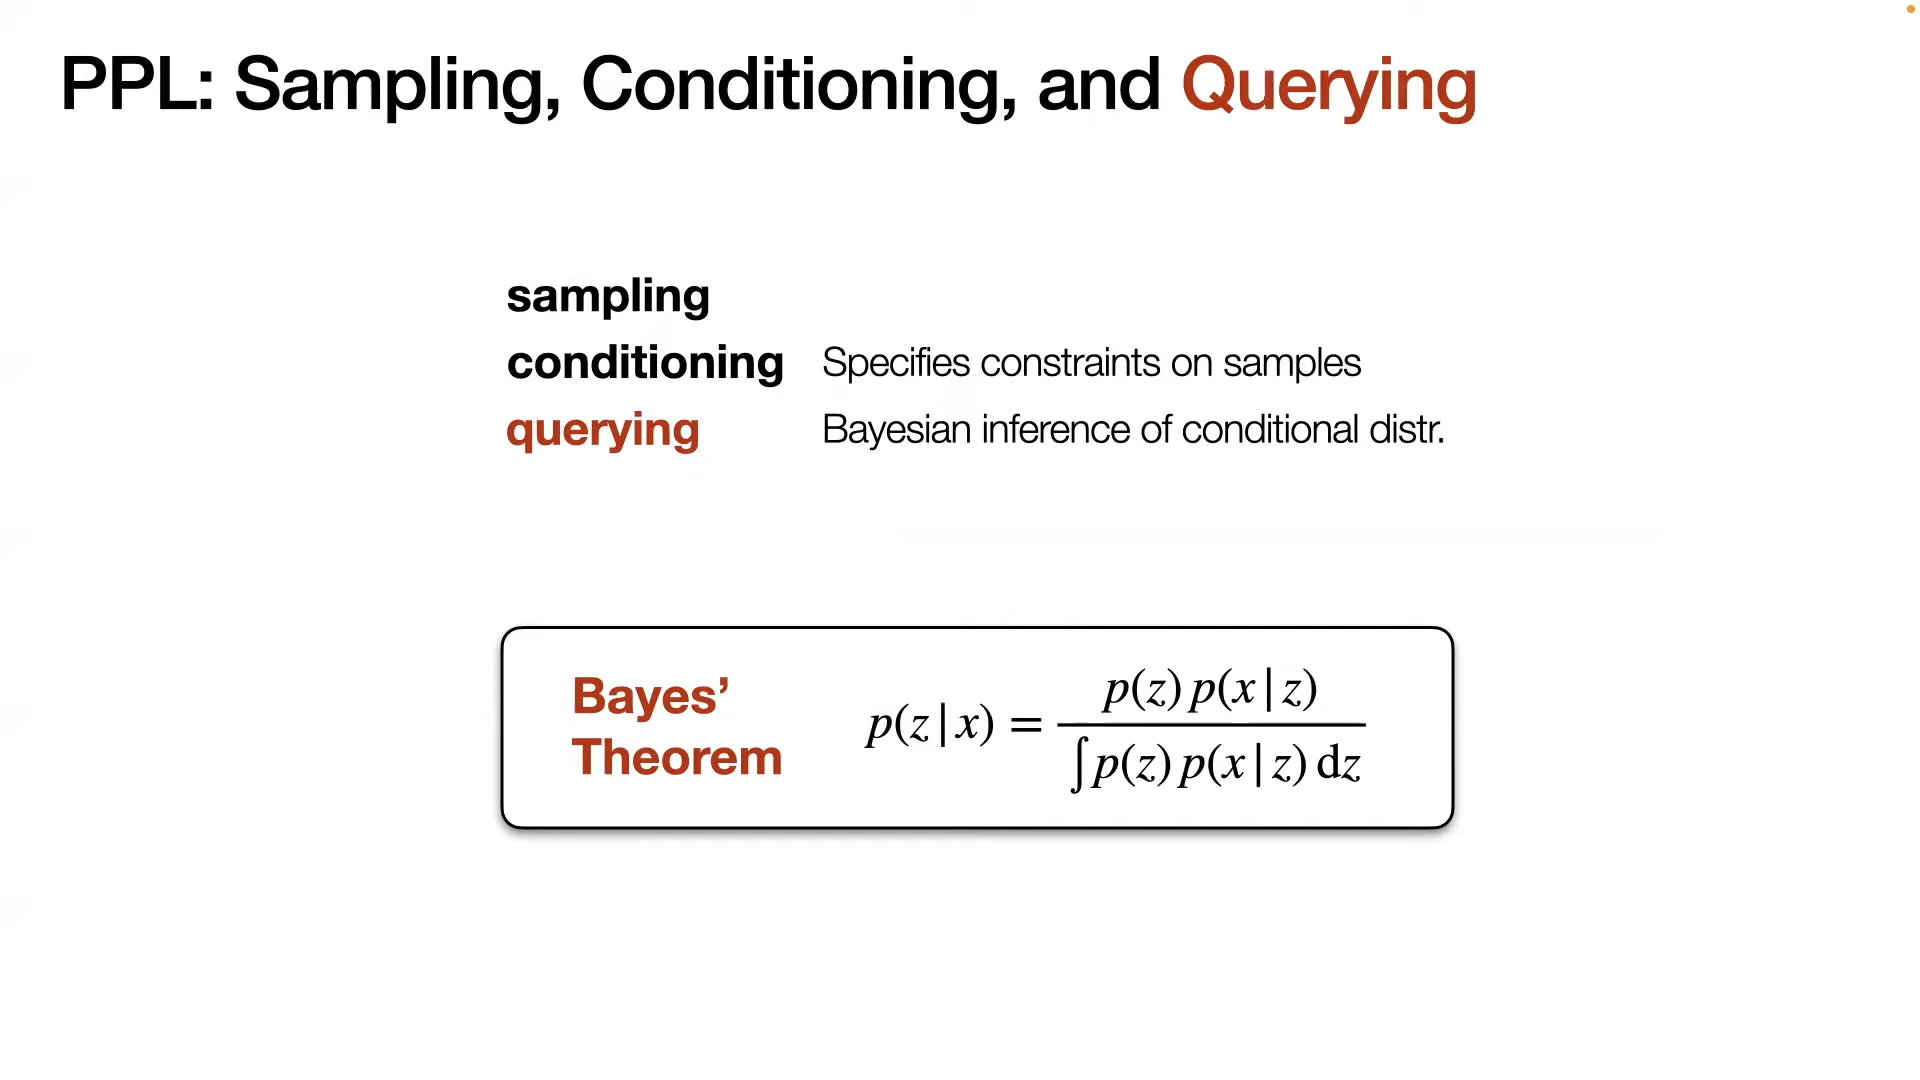 PPL: Sampling, Conditioning, and Querying
sampling
conditioning Specifies constraints on samples
querying Bayesian inference of conditional distr.
Bayes’
Theorem
p(z|x) = p(z) p(x|z) / ∫p(z) p(x|z) dz